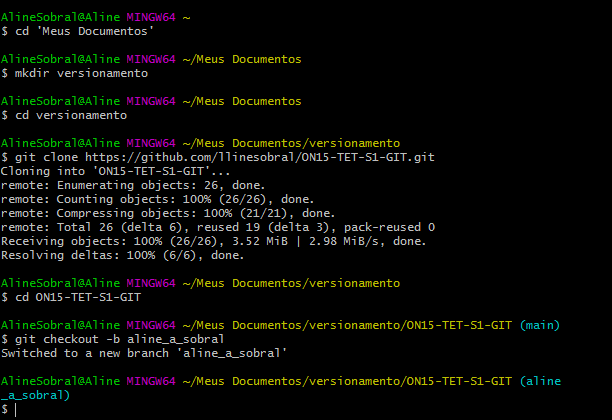 AlineSobral@Aline MINGW64 ~
$ cd 'Meus Documentos'
AlineSobral@Aline MINGW64 ~/Meus Documentos
$ mkdir versionamento
AlineSobral@Aline MINGW64 ~/Meus Documentos
$ cd versionamento
AlineSobral@Aline MINGW64 ~/Meus Documentos/versionamento
$ git clone https://github.com/llinesobral/ON15-TET-S1-GIT.git
Cloning into 'ON15-TET-S1-GIT'...
remote: Enumerating objects: 26, done.
remote: Counting objects: 100% (26/26), done.
remote: Compressing objects: 100% (21/21), done.
remote: Total 26 (delta 6), reused 19 (delta 3), pack-reused 0
Receiving objects: 100% (26/26), 3.52 MiB | 2.98 MiB/s, done.
Resolving deltas: 100% (6/6), done.
AlineSobral@Aline MINGW64 ~/Meus Documentos/versionamento
$ cd ON15-TET-S1-GIT
AlineSobral@Aline MINGW64 ~/Meus Documentos/versionamento/ON15-TET-S1-GIT (main)
$ git checkout -b aline_a_sobral
Switched to a new branch 'aline_a_sobral'
AlineSobral@Aline MINGW64 ~/Meus Documentos/versionamento/ON15-TET-S1-GIT (aline
_a_sobral)
$